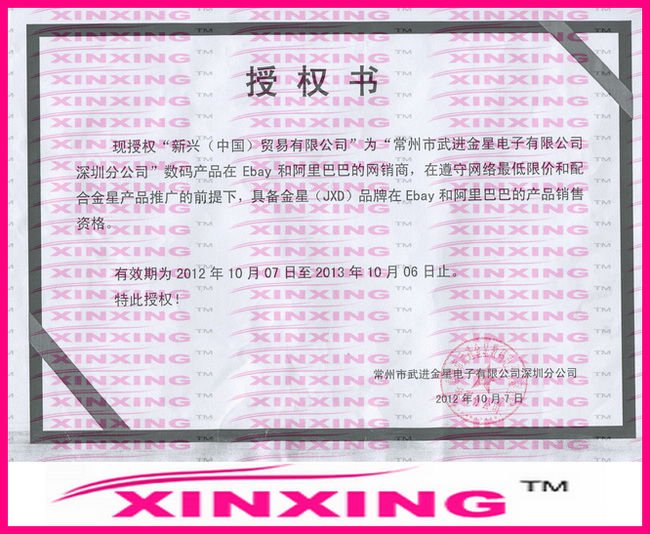 授权书
现授权“新兴（中国）贸易有限公司”为“常州市武进金星电子有限公司
深圳分公司”数码产品在 Ebay 和阿里巴巴的网销商，在遵守网络最低限价和配
合金星产品推广的前提下，具备金星（JXD）品牌在 Ebay 和阿里巴巴的产品销售
资格。
有效期为 2012 年 10 月 07 日至 2013 年 10 月 06 日止。
特此授权！
常州市武进金星电子有限公司深圳分公司
2012 年 10 月 7 日
XINXING™